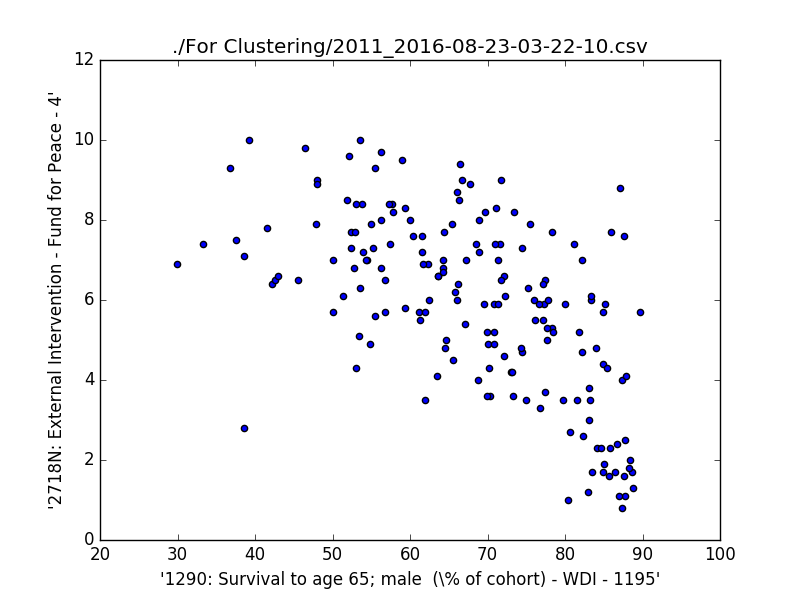 ./For Clustering/2011_2016-08-23-03-22-10.csv
12
10
8
6
4
2
0
'2718N: External Intervention - Fund for Peace - 4'
20 30 40 50 60 70 80 90 100
'1290: Survival to age 65; male  (\% of cohort) - WDI - 1195'